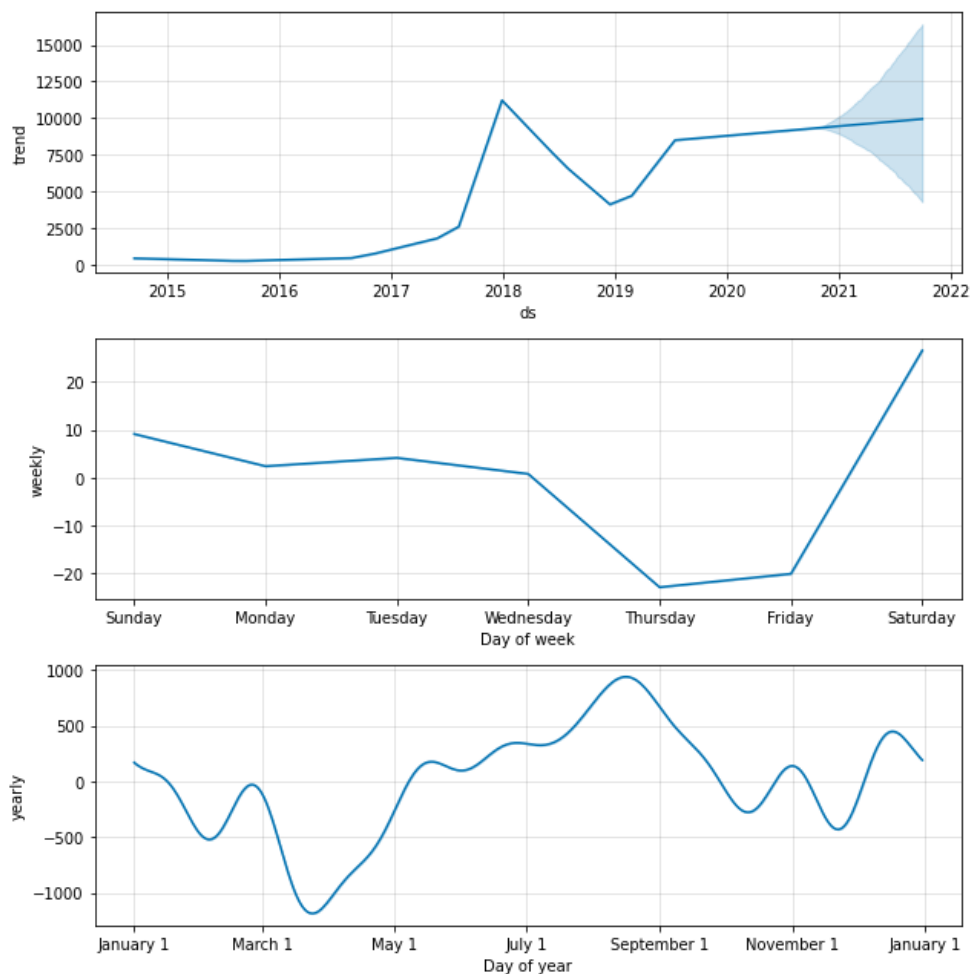 trend
15000
12500
10000
7500
5000
2500
0
2015 2016 2017 2018 2019 2020 2021 2022
ds
weekly
20
10
0
−10
−20
Sunday Monday Tuesday Wednesday Thursday Friday Saturday
Day of week
yearly
1000
500
0
−500
−1000
January 1 March 1 May 1 July 1 September 1 November 1 January 1
Day of year